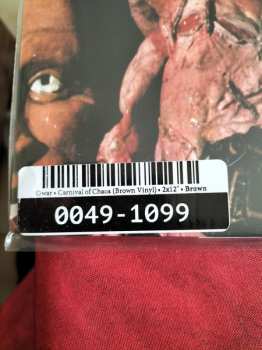 Gwar • Carnival of Chaos (Brown Vinyl) • 2x12" • Brown
0049-1099